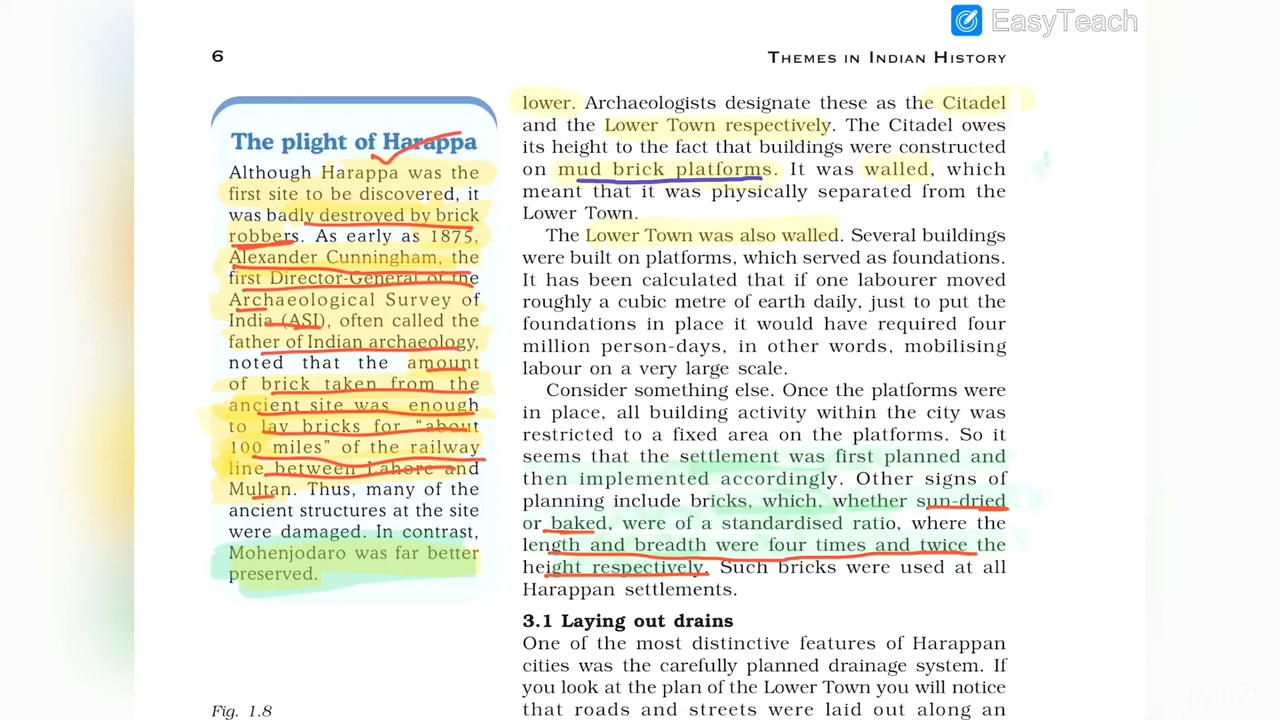 EasyTeach
6
THEMES IN INDIAN HISTORY
The plight of Harappa
Although Harappa was the
first site to be discovered, it
was badly destroyed by brick
robbers. As early as 1875,
Alexander Cunningham, the
first Director-General of the
Archaeological Survey of
India (ASI), often called the
father of Indian archaeology,
noted that the amount
of brick taken from the
ancient site was enough
to lay bricks for “about
100 miles” of the railway
line between Lahore and
Multan. Thus, many of the
ancient structures at the site
were damaged. In contrast,
Mohenjodaro was far better
preserved.
Fig. 1.8
lower. Archaeologists designate these as the Citadel
and the Lower Town respectively. The Citadel owes
its height to the fact that buildings were constructed
on mud brick platforms. It was walled, which
meant that it was physically separated from the
Lower Town.
The Lower Town was also walled. Several buildings
were built on platforms, which served as foundations.
It has been calculated that if one labourer moved
roughly a cubic metre of earth daily, just to put the
foundations in place it would have required four
million person-days, in other words, mobilising
labour on a very large scale.
Consider something else. Once the platforms were
in place, all building activity within the city was
restricted to a fixed area on the platforms. So it
seems that the settlement was first planned and
then implemented accordingly. Other signs of
planning include bricks, which, whether sun-dried
or baked, were of a standardised ratio, where the
length and breadth were four times and twice the
height respectively. Such bricks were used at all
Harappan settlements.
3.1 Laying out drains
One of the most distinctive features of Harappan
cities was the carefully planned drainage system. If
you look at the plan of the Lower Town you will notice
that roads and streets were laid out along an